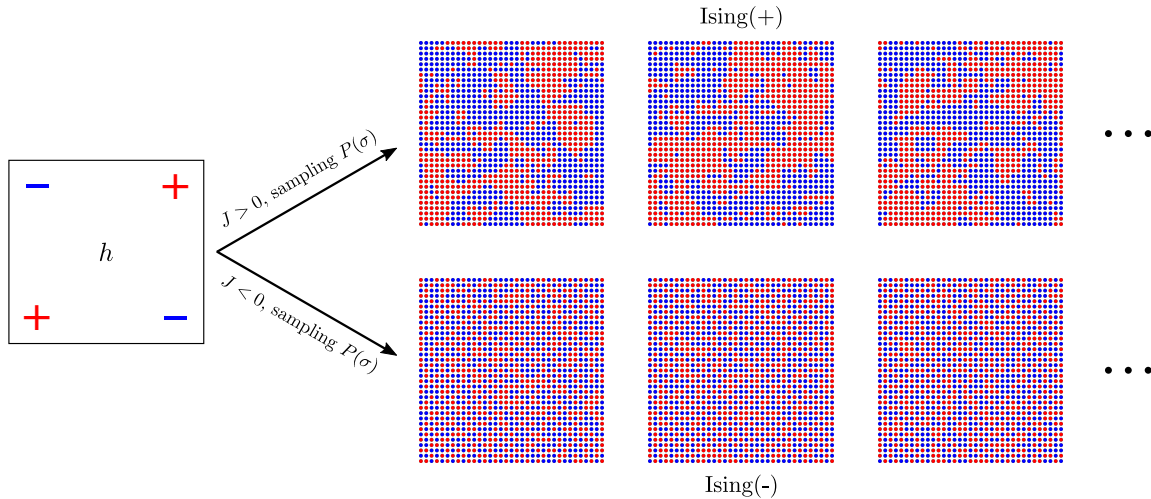 Ising(+)
J > 0, sampling P(σ)
− +
h
+ −
J < 0, sampling P(σ)
Ising(-)